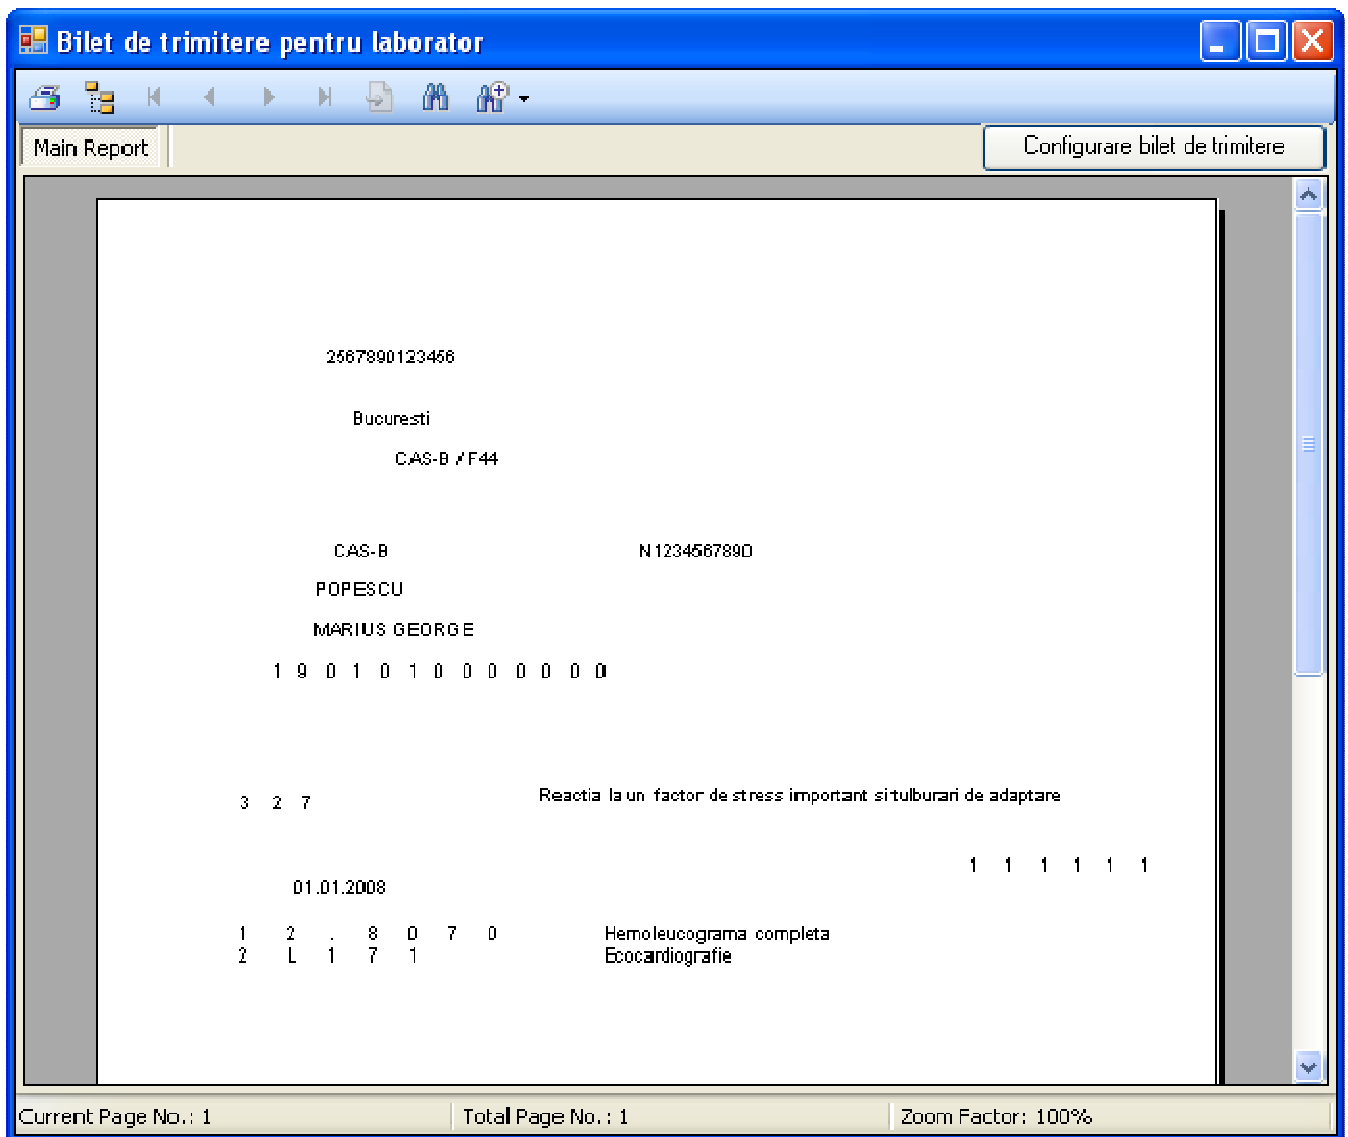 Bilet de trimitere pentru laborator
Main Report
Configurare bilet de trimitere
2567890123456
Bucuresti
CAS-B / F44
CAS-B N1234567890
POPESCU
MARIUS GEORGE
1 9 0 1 0 1 0 0 0 0 0 0 0
3 2 7 Reactia la un factor de stress important si tulburari de adaptare
1 1 1 1 1 1
01.01.2008
1 2 . 8 0 7 0 Hemoleucograma completa
2 L 1 7 1 Ecocardiografie
Current Page No.: 1 Total Page No.: 1 Zoom Factor: 100%